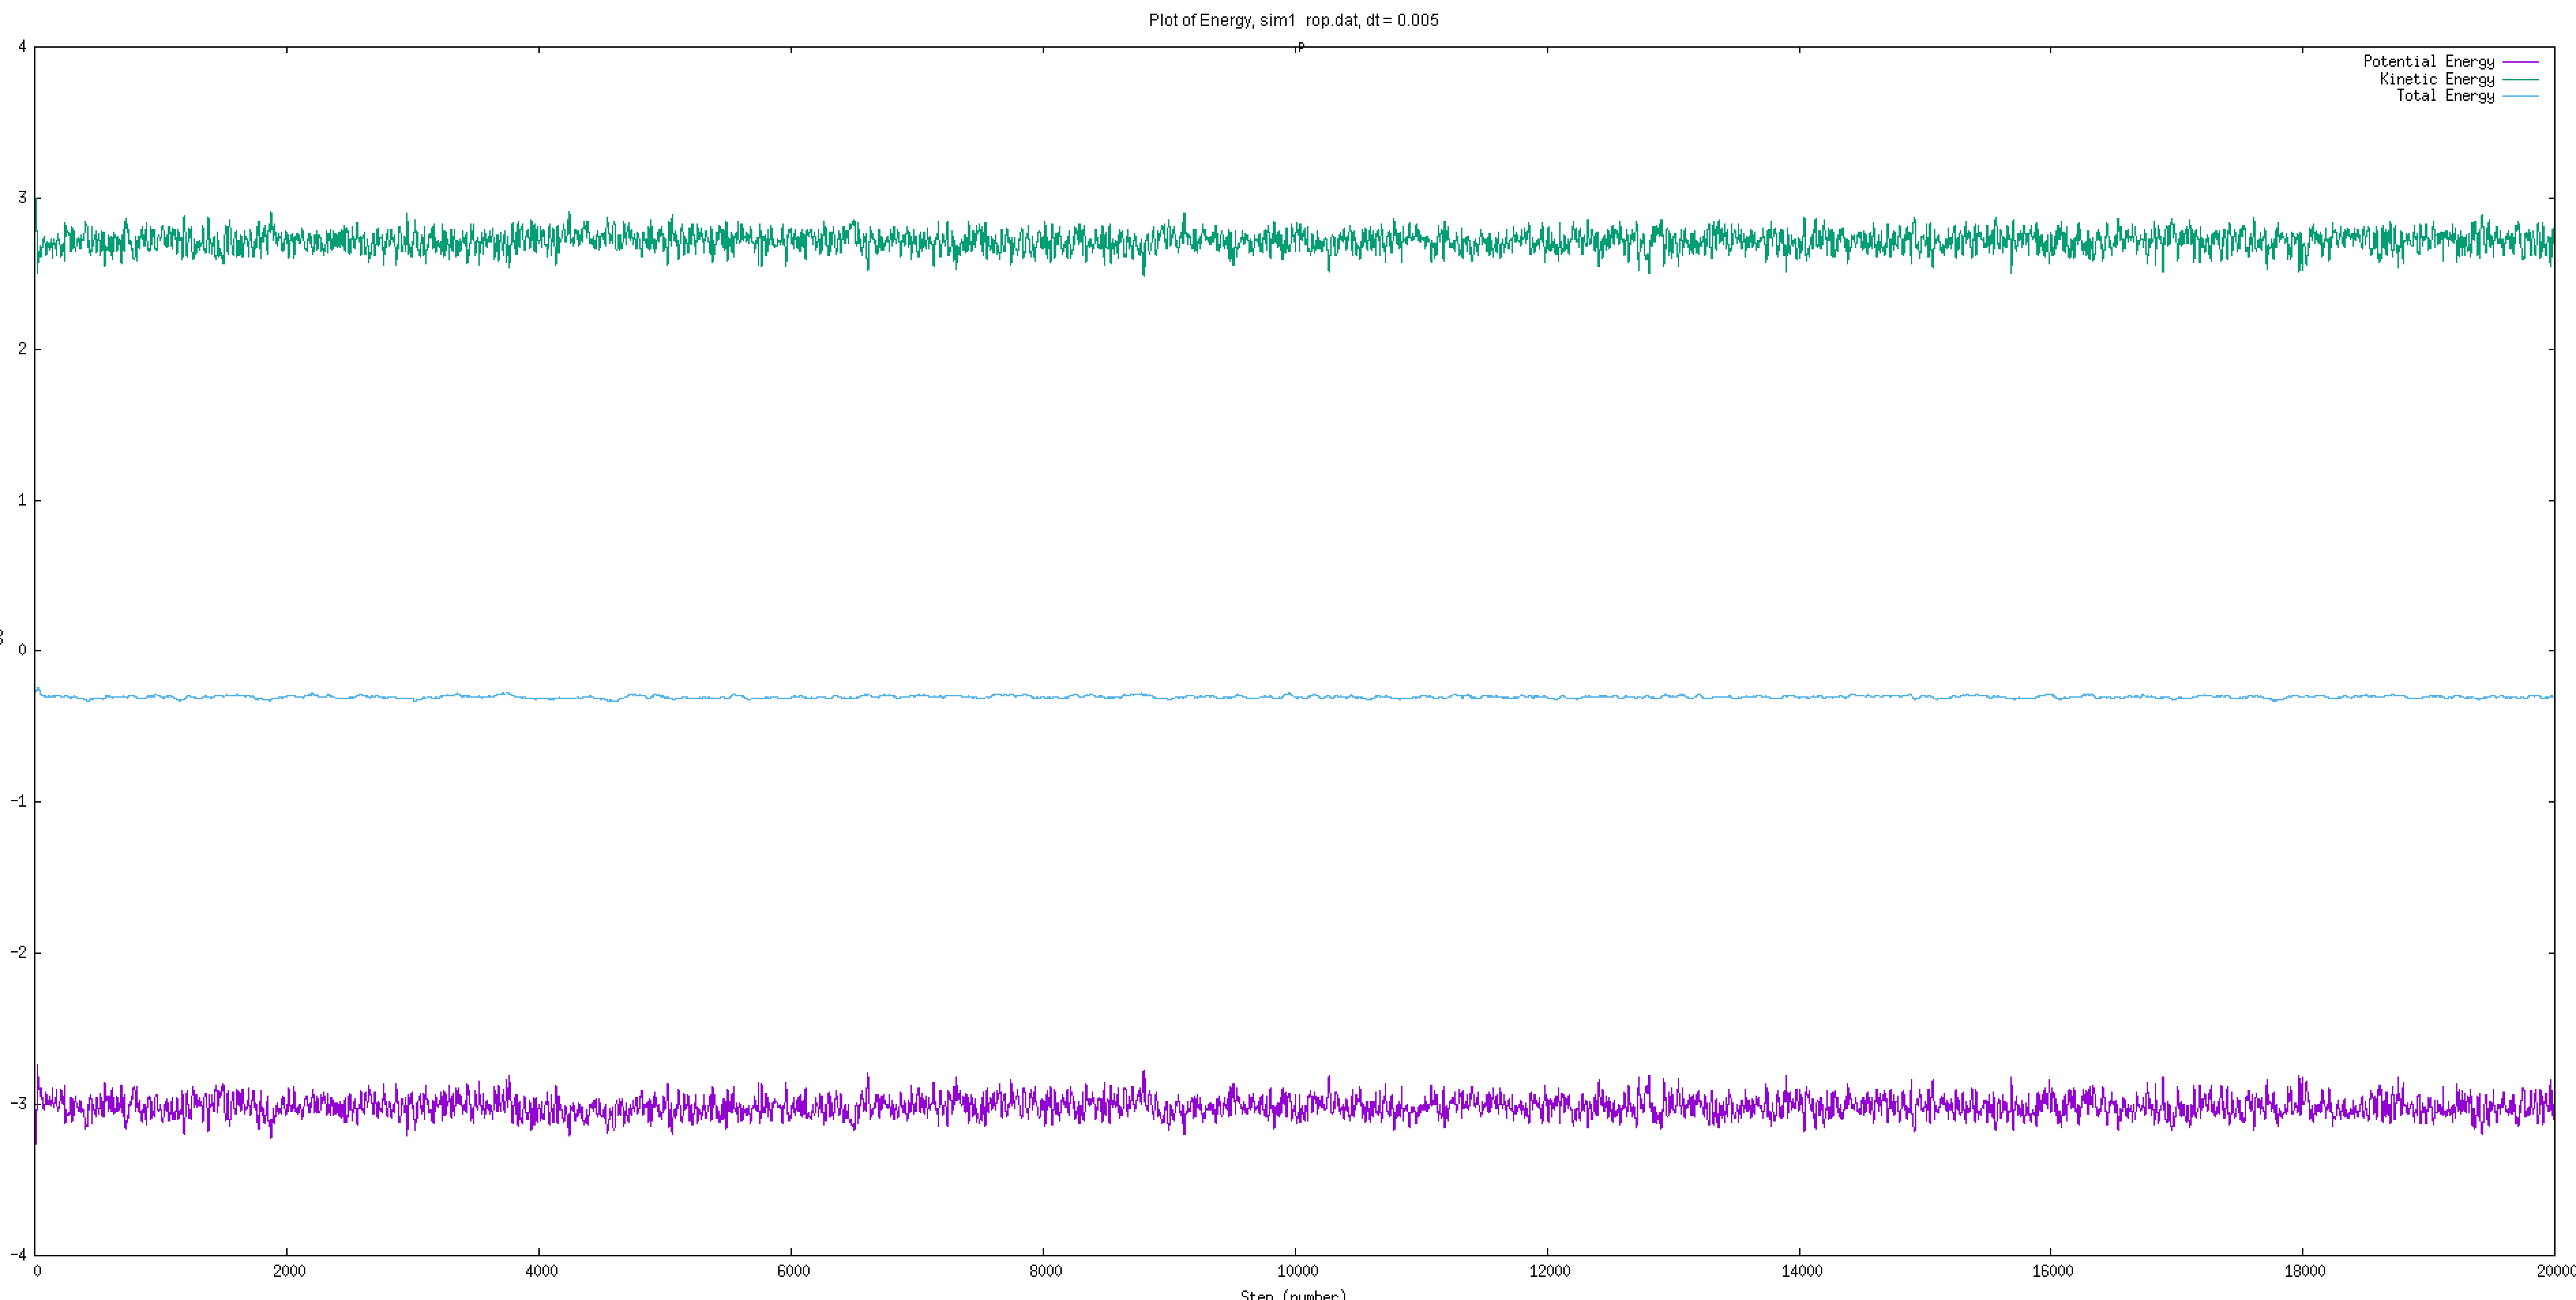 Plot of Energy, sim1 rop.dat, dt = 0.005
p
Potential Energy
Kinetic Energy
Total Energy
4
3
2
1
0
-1
-2
-3
-4
0 2000 4000 6000 8000 10000 12000 14000 16000 18000 20000
Step (number)